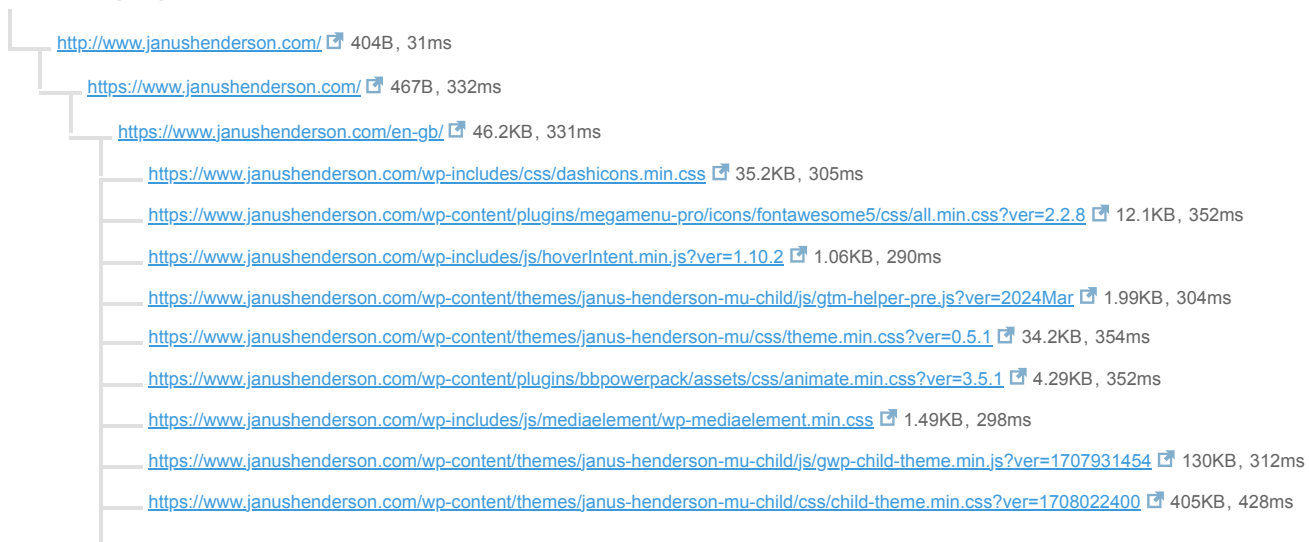 http://www.janushenderson.com/ 404B, 31ms
https://www.janushenderson.com/ 467B, 332ms
https://www.janushenderson.com/en-gb/ 46.2KB, 331ms
https://www.janushenderson.com/wp-includes/css/dashicons.min.css 35.2KB, 305ms
https://www.janushenderson.com/wp-content/plugins/megamenu-pro/icons/fontawesome5/css/all.min.css?ver=2.2.8 12.1KB, 352ms
https://www.janushenderson.com/wp-includes/js/hoverIntent.min.js?ver=1.10.2 1.06KB, 290ms
https://www.janushenderson.com/wp-content/themes/janus-henderson-mu-child/js/gtm-helper-pre.js?ver=2024Mar 1.99KB, 304ms
https://www.janushenderson.com/wp-content/themes/janus-henderson-mu/css/theme.min.css?ver=0.5.1 34.2KB, 354ms
https://www.janushenderson.com/wp-content/plugins/bbpowerpack/assets/css/animate.min.css?ver=3.5.1 4.29KB, 352ms
https://www.janushenderson.com/wp-includes/js/mediaelement/wp-mediaelement.min.css 1.49KB, 298ms
https://www.janushenderson.com/wp-content/themes/janus-henderson-mu-child/js/gwp-child-theme.min.js?ver=1707931454 130KB, 312ms
https://www.janushenderson.com/wp-content/themes/janus-henderson-mu-child/css/child-theme.min.css?ver=1708022400 405KB, 428ms